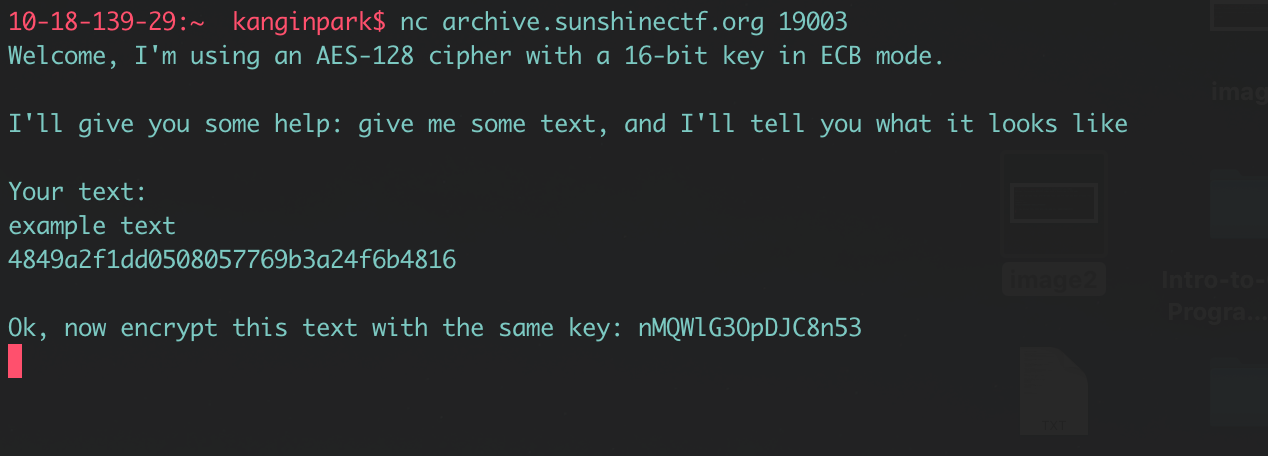 10-18-139-29:~  kanginpark$ nc archive.sunshinectf.org 19003
Welcome, I'm using an AES-128 cipher with a 16-bit key in ECB mode.
I'll give you some help: give me some text, and I'll tell you what it looks like
Your text:
example text
4849a2f1dd0508057769b3a24f6b4816
Ok, now encrypt this text with the same key: nMQWlG3OpDJC8n53
imag
image2
Intro-to-
Progra...
TXT